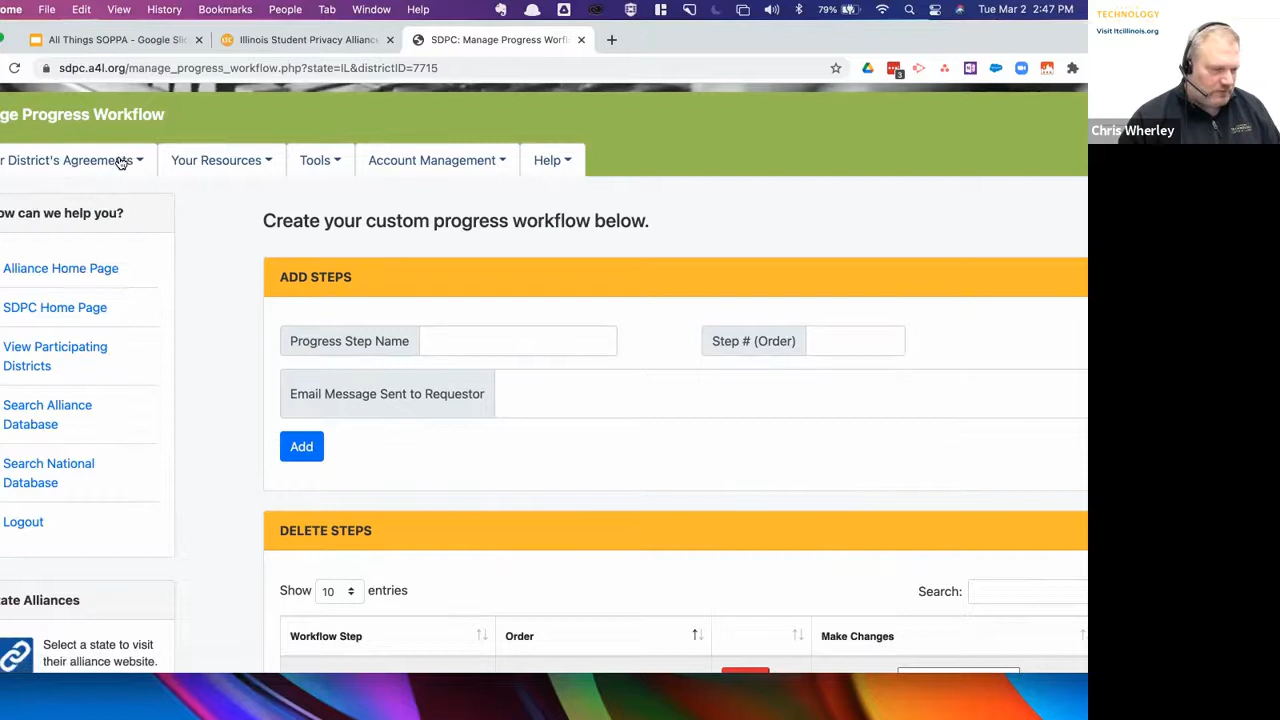 ome File Edit View History Bookmarks People Tab Window Help 79% Tue Mar 2 2:47 PM
All Things SOPPA - Google Slid Illinois Student Privacy Allianc SDPC: Manage Progress Workfl
sdpc.a4l.org/manage_progress_workflow.php?state=IL&districtID=7715
3
TECHNOLOGY
Visit ltcillinois.org
Chris Wherley
ge Progress Workflow
r District's Agreements Your Resources Tools Account Management Help
ow can we help you?
Alliance Home Page
SDPC Home Page
View Participating
Districts
Search Alliance
Database
Search National
Database
Logout
ate Alliances
Select a state to visit
their alliance website.
Create your custom progress workflow below.
ADD STEPS
Progress Step Name Step # (Order)
Email Message Sent to Requestor
Add
DELETE STEPS
Show 10 entries Search:
Workflow Step Order Make Changes